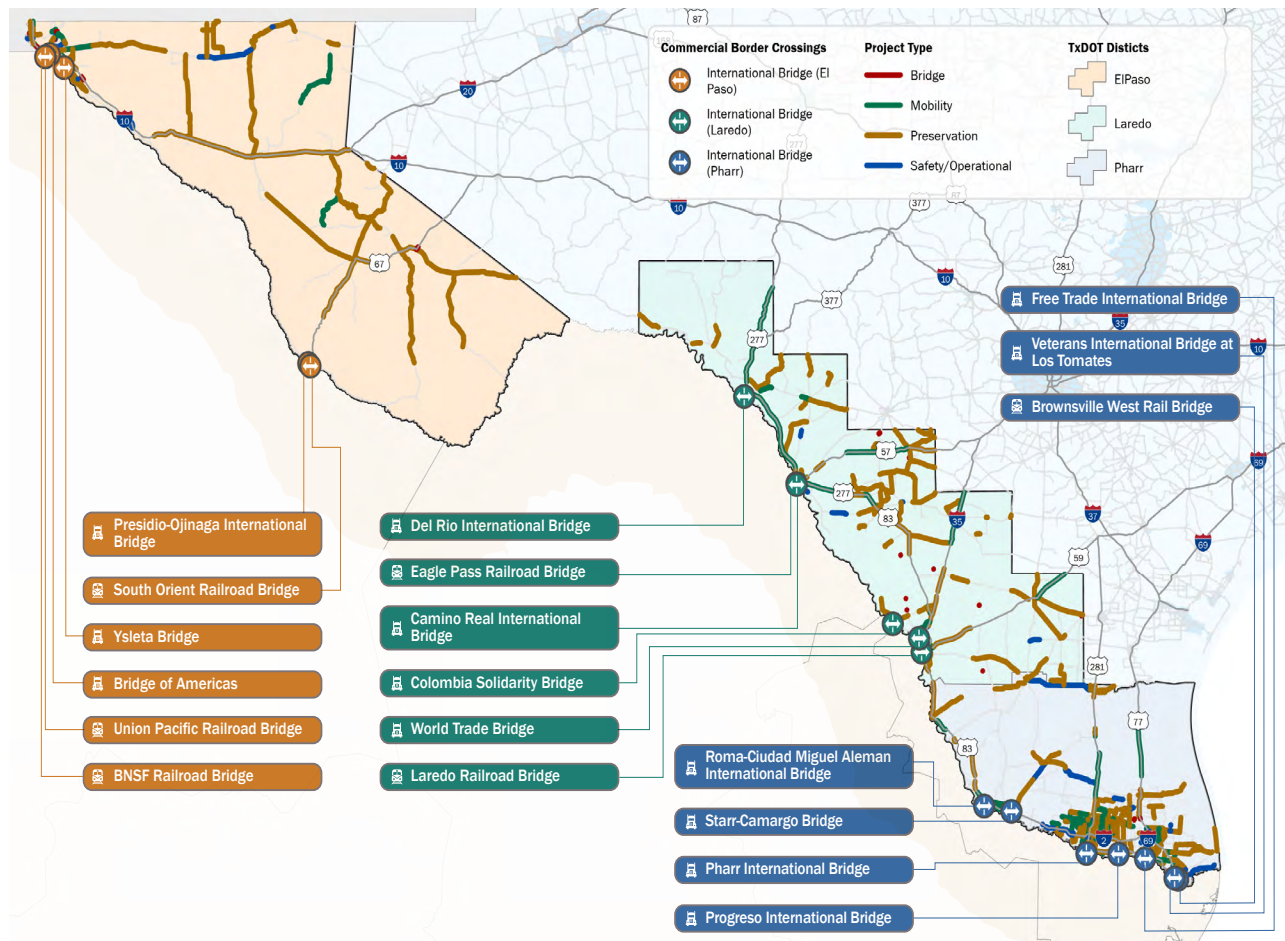 Commercial Border Crossings
International Bridge (El
Paso)
International Bridge
(Laredo)
International Bridge
(Pharr)
Project Type
Bridge
Mobility
Preservation
Safety/Operational
TxDOT Disticts
ElPaso
Laredo
Pharr
87
20
10
10
10
277
87
377
281
10
377
67
277
35
10
57
277
83
35
37
69
69
59
281
77
83
2
69
Free Trade International Bridge
Veterans International Bridge at
Los Tomates
Brownsville West Rail Bridge
Presidio-Ojinaga International
Bridge
South Orient Railroad Bridge
Ysleta Bridge
Bridge of Americas
Union Pacific Railroad Bridge
BNSF Railroad Bridge
Del Rio International Bridge
Eagle Pass Railroad Bridge
Camino Real International
Bridge
Colombia Solidarity Bridge
World Trade Bridge
Laredo Railroad Bridge
Roma-Ciudad Miguel Aleman
International Bridge
Starr-Camargo Bridge
Pharr International Bridge
Progreso International Bridge